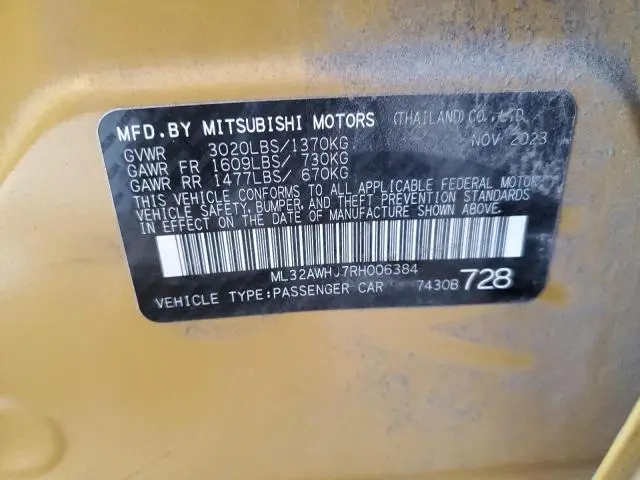 MFD.BY MITSUBISHI MOTORS (THAILAND) CO.,LTD.
GVWR 3020LBS/1370KG NOV 2023
GAWR FR 1609LBS/ 730KG
GAWR RR 1477LBS/ 670KG
THIS VEHICLE CONFORMS TO ALL APPLICABLE FEDERAL MOTOR
VEHICLE SAFETY, BUMPER, AND THEFT PREVENTION STANDARDS
IN EFFECT ON THE DATE OF MANUFACTURE SHOWN ABOVE.
ML32AWHJ7RH006384
VEHICLE TYPE:PASSENGER CAR 7430B 728